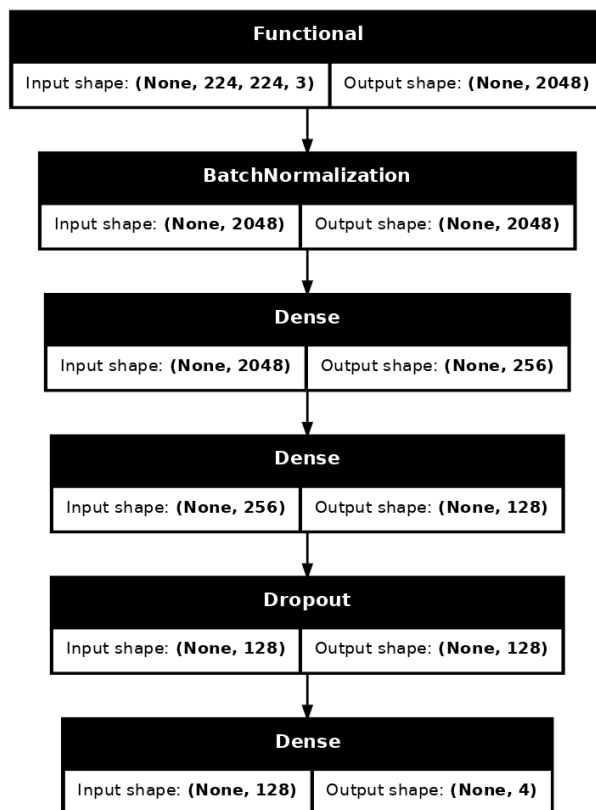 Functional
Input shape: (None, 224, 224, 3) Output shape: (None, 2048)
BatchNormalization
Input shape: (None, 2048) Output shape: (None, 2048)
Dense
Input shape: (None, 2048) Output shape: (None, 256)
Dense
Input shape: (None, 256) Output shape: (None, 128)
Dropout
Input shape: (None, 128) Output shape: (None, 128)
Dense
Input shape: (None, 128) Output shape: (None, 4)